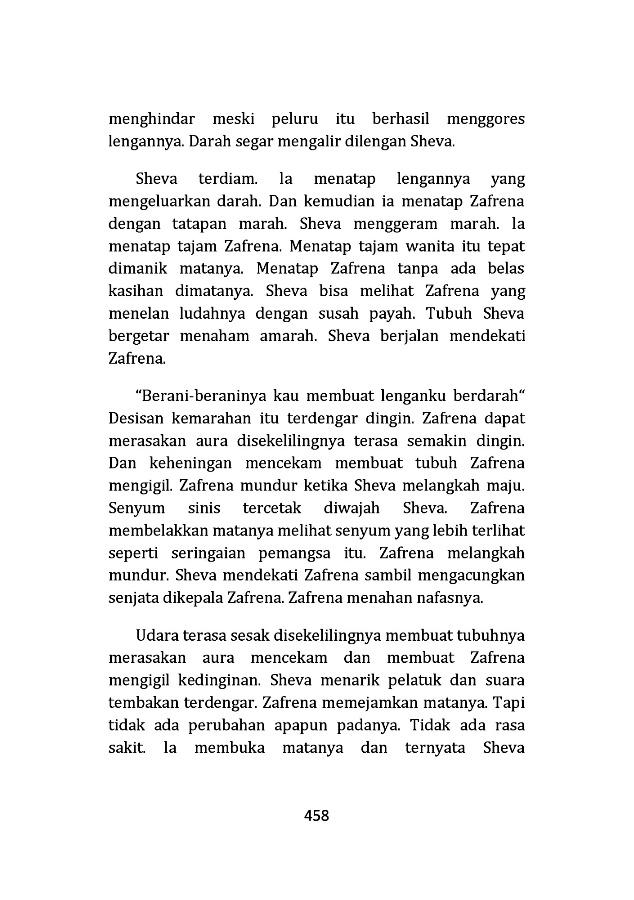 menghindar meski peluru itu berhasil menggores
lengannya. Darah segar mengalir dilengan Sheva.
Sheva terdiam. Ia menatap lengannya yang
mengeluarkan darah. Dan kemudian ia menatap Zafrena
dengan tatapan marah. Sheva menggeram marah. Ia
menatap tajam Zafrena. Menatap tajam wanita itu tepat
dimanik matanya. Menatap Zafrena tanpa ada belas
kasihan dimatanya. Sheva bisa melihat Zafrena yang
menelan ludahnya dengan susah payah. Tubuh Sheva
bergetar menaham amarah. Sheva berjalan mendekati
Zafrena.
“Berani-beraninya kau membuat lenganku berdarah“
Desisan kemarahan itu terdengar dingin. Zafrena dapat
merasakan aura disekelilingnya terasa semakin dingin.
Dan keheningan mencekam membuat tubuh Zafrena
mengigil. Zafrena mundur ketika Sheva melangkah maju.
Senyum sinis tercetak diwajah Sheva. Zafrena
membelakkan matanya melihat senyum yang lebih terlihat
seperti seringaian pemangsa itu. Zafrena melangkah
mundur. Sheva mendekati Zafrena sambil mengacungkan
senjata dikepala Zafrena. Zafrena menahan nafasnya.
Udara terasa sesak disekelilingnya membuat tubuhnya
merasakan aura mencekam dan membuat Zafrena
mengigil kedinginan. Sheva menarik pelatuk dan suara
tembakan terdengar. Zafrena memejamkan matanya. Tapi
tidak ada perubahan apapun padanya. Tidak ada rasa
sakit. Ia membuka matanya dan ternyata Sheva
458